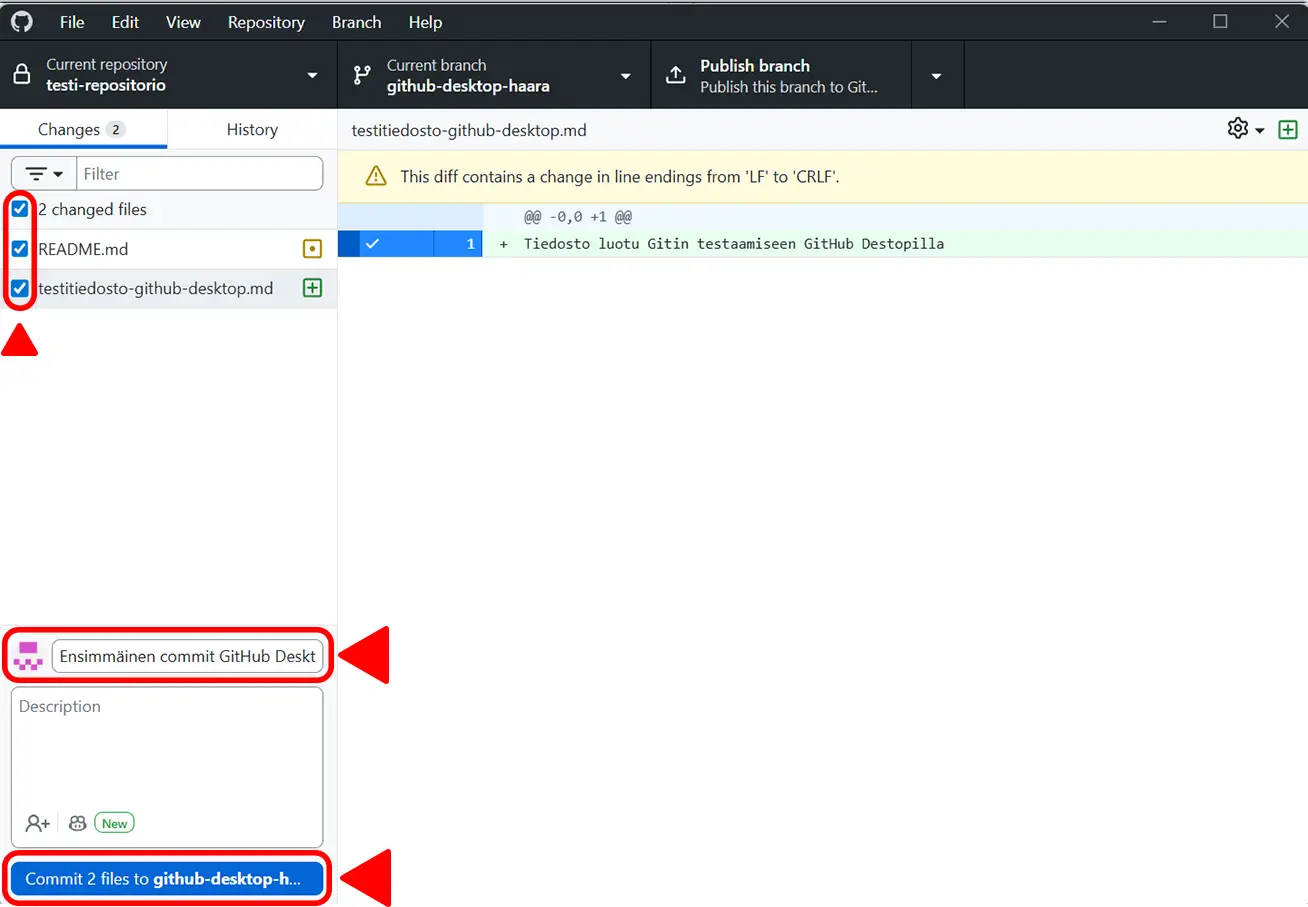 File Edit View Repository Branch Help
Current repository
testi-repositorio
Current branch
github-desktop-haara
Publish branch
Publish this branch to Git...
Changes 2
History
testitiedosto-github-desktop.md
Filter
This diff contains a change in line endings from 'LF' to 'CRLF'.
2 changed files
@@ -0,0 +1 @@
README.md
1 + Tiedosto luotu Gitin testaamiseen GitHub Destopilla
testitiedosto-github-desktop.md
Ensimmäinen commit GitHub Deskt
Description
New
Commit 2 files to github-desktop-h...